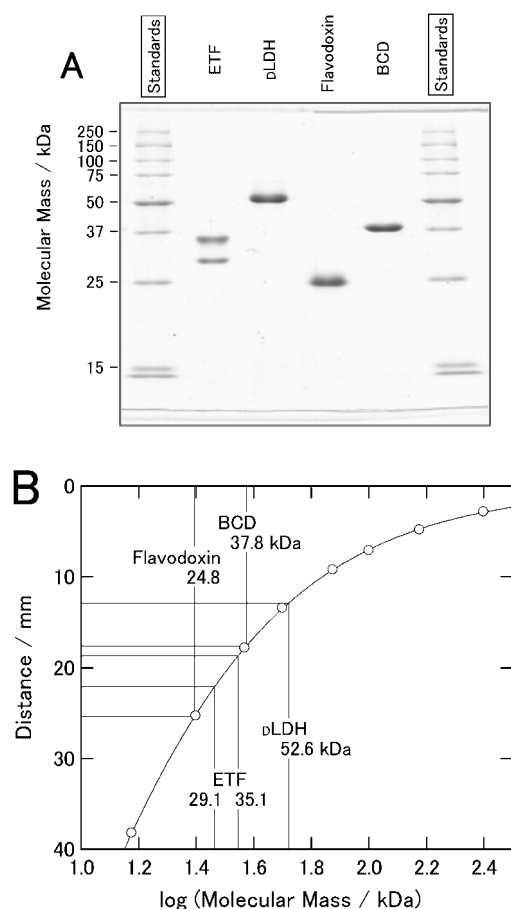 A
Standards
ETF
DLDH
Flavodoxin
BCD
Standards
Molecular Mass / kDa
250
150
100
75
50
37
25
15
B
0
10
20
30
40
Distance / mm
BCD
37.8 kDa
Flavodoxin
24.8
DLDH
52.6 kDa
ETF
29.1 35.1
1.0 1.2 1.4 1.6 1.8 2.0 2.2 2.4
log (Molecular Mass / kDa)